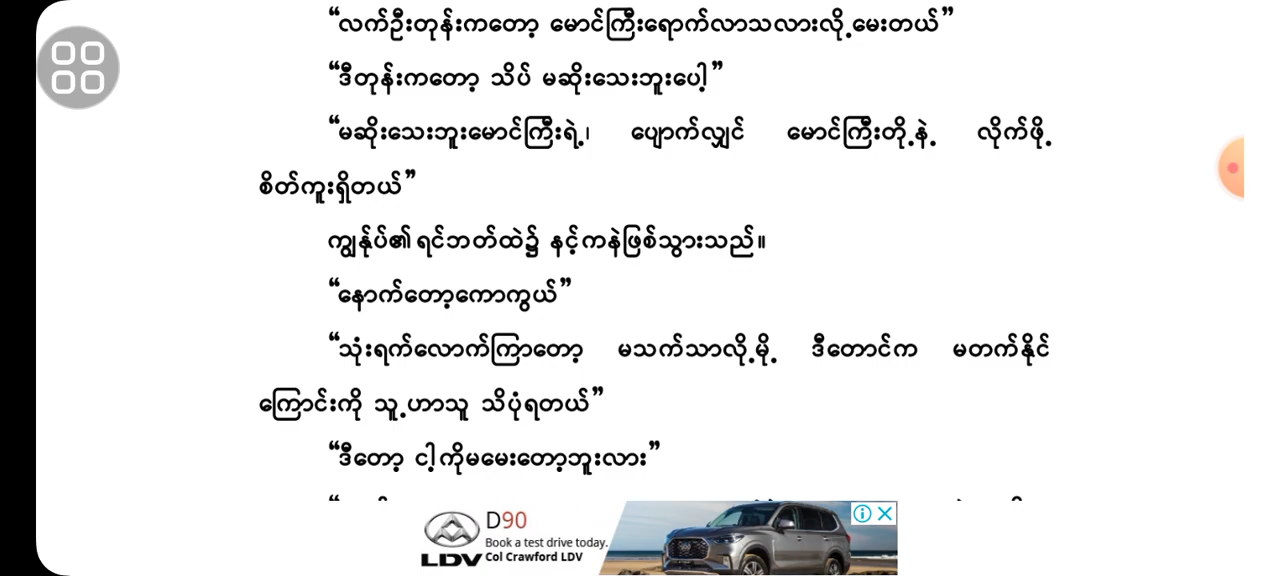 “လက်ဦးတုန်းကတော့ မောင်ကြီးရောက်လာသလားလို့မေးတယ်”
“ဒီတုန်းကတော့ သိပ် မဆိုးသေးဘူးပေါ့”
“မဆိုးသေးဘူးမောင်ကြီးရဲ့၊ ပျောက်လျှင် မောင်ကြီးတို့နဲ့ လိုက်ဖို့
စိတ်ကူးရှိတယ်”
ကျွန်ုပ်၏ ရင်ဘတ်ထဲ၌ နင့်ကနဲဖြစ်သွားသည်။
“နောက်တော့ကောကွယ်”
“သုံးရက်လောက်ကြာတော့ မသက်သာလို့မို့ ဒီတောင်က မတက်နိုင်
ကြောင်းကို သူ့ဟာသူ သိပုံရတယ်”
“ဒီတော့ ငါ့ကိုမမေးတော့ဘူးလား”
D90
Book a test drive today.
LDV Col Crawford LDV